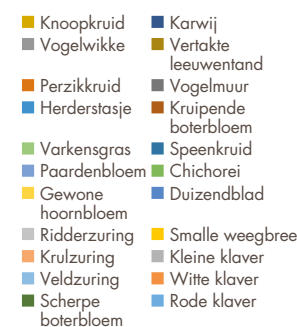 Knoopkruid
Karwij
Vogelwikke
Vertakte
leeuwentand
Perzikkruid
Vogelmuur
Herderstasje
Kruipende
boterbloem
Varkensgras
Speenkruid
Paardenbloem
Chichorei
Gewone
hoornbloem
Duizendblad
Ridderzuring
Smalle weegbree
Krulzuring
Kleine klaver
Veldzuring
Witte klaver
Scherpe
boterbloem
Rode klaver